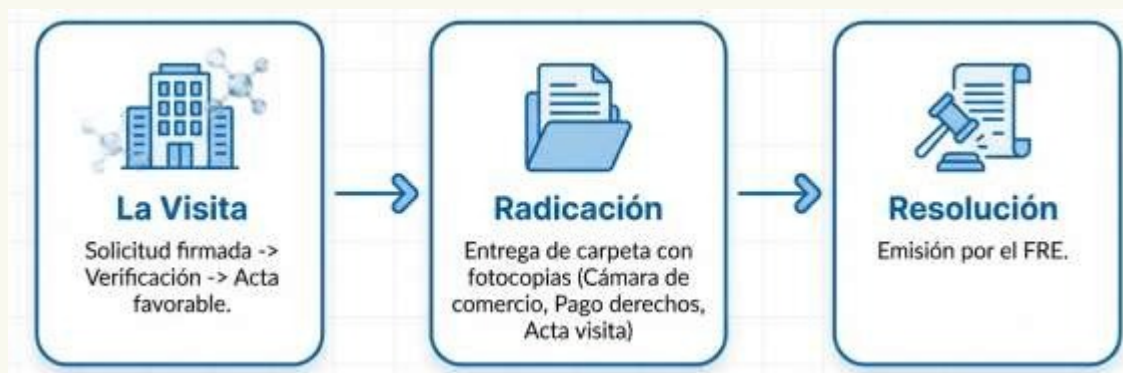 La Visita
Solicitud firmada ->
Verificación -> Acta
favorable.
Radicación
Entrega de carpeta con
fotocopias (Cámara de
comercio, Pago derechos,
Acta visita)
Resolución
Emisión por el FRE.